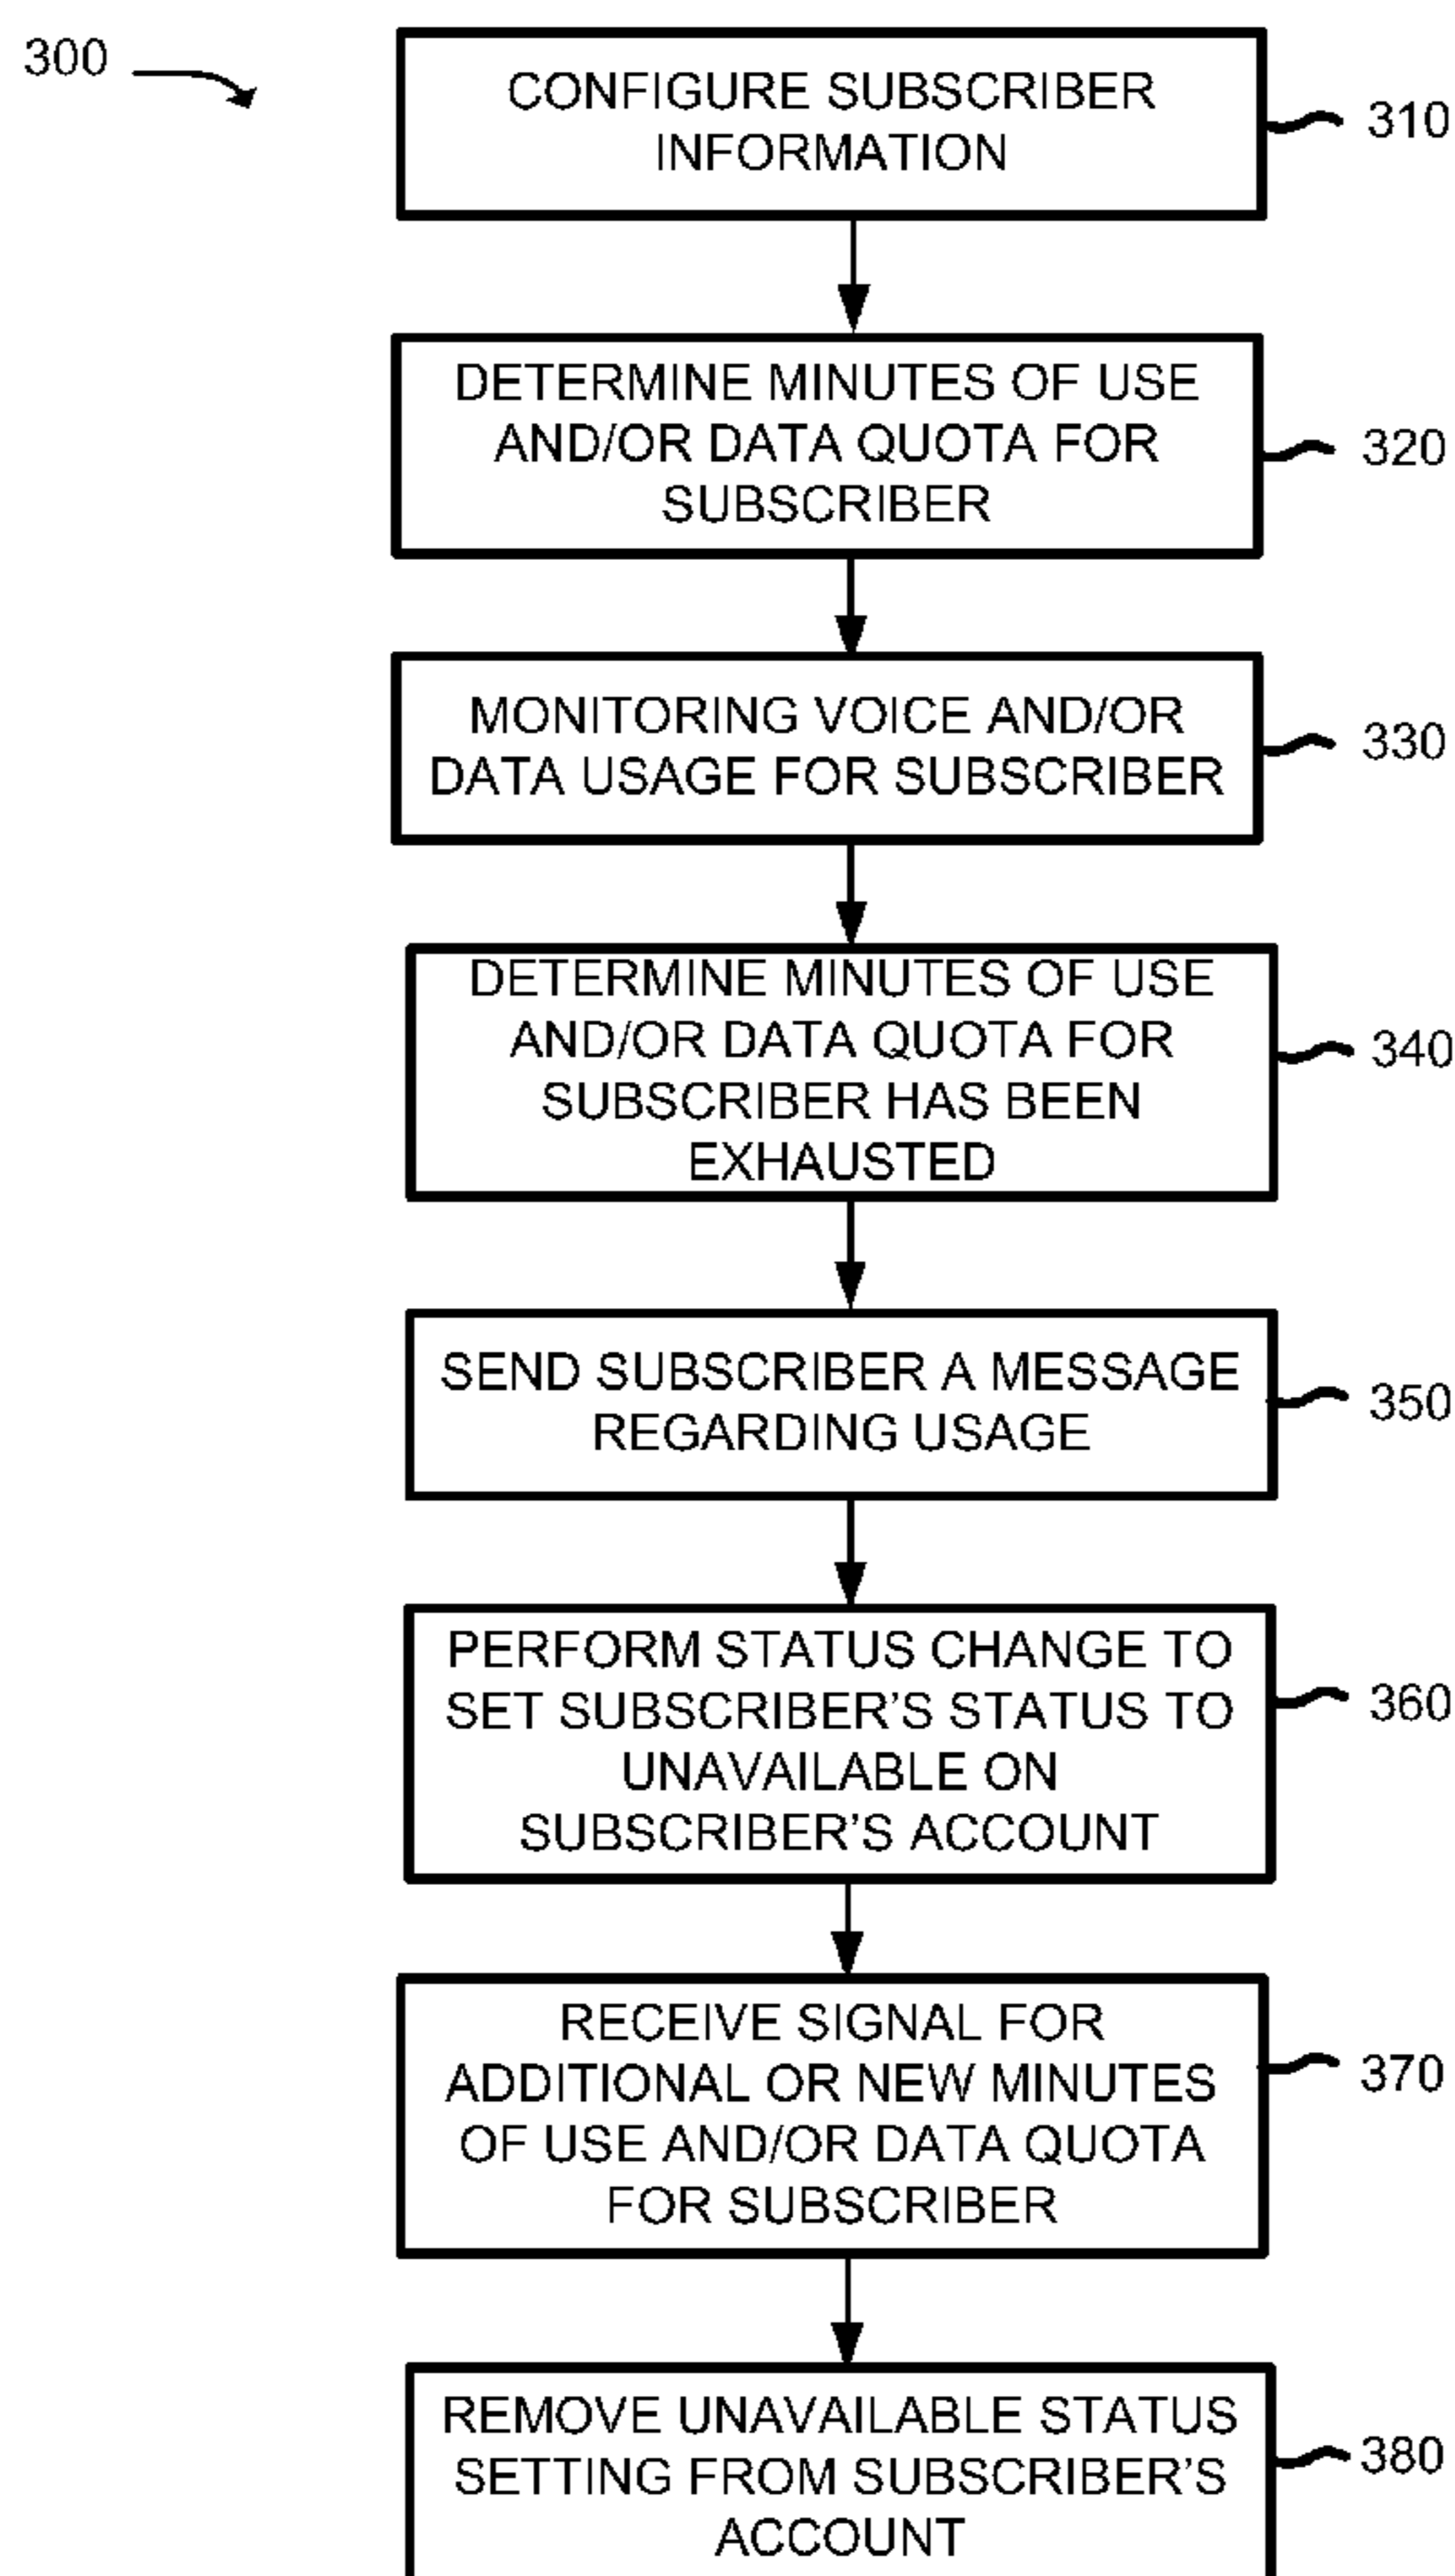 300
CONFIGURE SUBSCRIBER
INFORMATION
310
DETERMINE MINUTES OF USE
AND/OR DATA QUOTA FOR
SUBSCRIBER
320
MONITORING VOICE AND/OR
DATA USAGE FOR SUBSCRIBER
330
DETERMINE MINUTES OF USE
AND/OR DATA QUOTA FOR
SUBSCRIBER HAS BEEN
EXHAUSTED
340
SEND SUBSCRIBER A MESSAGE
REGARDING USAGE
350
PERFORM STATUS CHANGE TO
SET SUBSCRIBER’S STATUS TO
UNAVAILABLE ON
SUBSCRIBER’S ACCOUNT
360
RECEIVE SIGNAL FOR
ADDITIONAL OR NEW MINUTES
OF USE AND/OR DATA QUOTA
FOR SUBSCRIBER
370
REMOVE UNAVAILABLE STATUS
SETTING FROM SUBSCRIBER’S
ACCOUNT
380